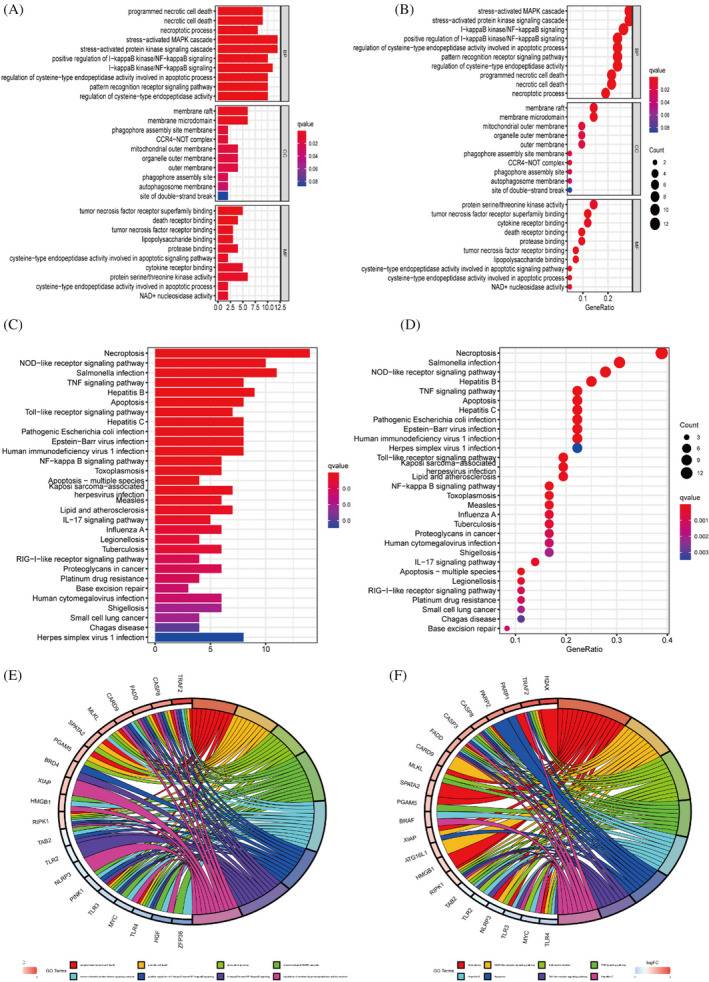 (A)
programmed necrotic cell death
necrotic cell death
necroptotic process
stress-activated MAPK cascade
stress-activated protein kinase signaling cascade
positive regulation of I-kappaB kinase/NF-kappaB signaling
I-kappaB kinase/NF-kappaB signaling
regulation of cysteine-type endopeptidase activity involved in apoptotic process
pattern recognition receptor signaling pathway
regulation of cysteine-type endopeptidase activity
BP
membrane raft
membrane microdomain
phagophore assembly site membrane
CCR4-NOT complex
mitochondrial outer membrane
organelle outer membrane
outer membrane
phagophore assembly site
autophagosome membrane
site of double-strand break
CC
tumor necrosis factor receptor superfamily binding
death receptor binding
tumor necrosis factor receptor binding
lipopolysaccharide binding
protease binding
cysteine-type endopeptidase activity involved in apoptotic signaling pathway
cytokine receptor binding
protein serine/threonine kinase activity
cysteine-type endopeptidase activity involved in apoptotic process
NAD+ nucleosidase activity
MF
0.0 2.5 5.0 7.5 10.0 12.5
qvalue
0.02
0.04
0.06
0.08
(B)
stress-activated MAPK cascade
stress-activated protein kinase signaling cascade
I-kappaB kinase/NF-kappaB signaling
positive regulation of I-kappaB kinase/NF-kappaB signaling
regulation of cysteine-type endopeptidase activity involved in apoptotic process
pattern recognition receptor signaling pathway
regulation of cysteine-type endopeptidase activity
programmed necrotic cell death
necrotic cell death
necroptotic process
BP
membrane raft
membrane microdomain
mitochondrial outer membrane
organelle outer membrane
outer membrane
phagophore assembly site membrane
CCR4-NOT complex
phagophore assembly site
autophagosome membrane
site of double-strand break
CC
protein serine/threonine kinase activity
tumor necrosis factor receptor superfamily binding
cytokine receptor binding
death receptor binding
protease binding
tumor necrosis factor receptor binding
lipopolysaccharide binding
cysteine-type endopeptidase activity involved in apoptotic signaling pathway
cysteine-type endopeptidase activity involved in apoptotic process
NAD+ nucleosidase activity
MF
0.1 0.2
GeneRatio
qvalue
0.02
0.04
0.06
0.08
Count
2
4
6
8
10
12
(C)
Necroptosis
NOD-like receptor signaling pathway
Salmonella infection
TNF signaling pathway
Hepatitis B
Apoptosis
Toll-like receptor signaling pathway
Hepatitis C
Pathogenic Escherichia coli infection
Epstein-Barr virus infection
Human immunodeficiency virus 1 infection
NF-kappa B signaling pathway
Toxoplasmosis
Apoptosis - multiple species
Kaposi sarcoma-associated
herpesvirus infection
Measles
Lipid and atherosclerosis
IL-17 signaling pathway
Influenza A
Legionellosis
Tuberculosis
RIG-I-like receptor signaling pathway
Proteoglycans in cancer
Platinum drug resistance
Base excision repair
Human cytomegalovirus infection
Shigellosis
Small cell lung cancer
Chagas disease
Herpes simplex virus 1 infection
0 5 10
qvalue
0.0
0.0
0.0
(D)
Necroptosis
Salmonella infection
NOD-like receptor signaling pathway
Hepatitis B
TNF signaling pathway
Apoptosis
Hepatitis C
Pathogenic Escherichia coli infection
Epstein-Barr virus infection
Human immunodeficiency virus 1 infection
Herpes simplex virus 1 infection
Toll-like receptor signaling pathway
Kaposi sarcoma-associated
herpesvirus infection
Lipid and atherosclerosis
NF-kappa B signaling pathway
Toxoplasmosis
Measles
Influenza A
Tuberculosis
Proteoglycans in cancer
Human cytomegalovirus infection
Shigellosis
IL-17 signaling pathway
Apoptosis - multiple species
Legionellosis
RIG-I-like receptor signaling pathway
Platinum drug resistance
Small cell lung cancer
Chagas disease
Base excision repair
0.1 0.2 0.3 0.4
GeneRatio
Count
3
6
9
12
qvalue
0.001
0.002
0.003
(E)
TRAF2
CASP8
FADD
CARD9
MLKL
SPATA2
PGAM5
BRD4
XIAP
HMGB1
RIPK1
TAB2
TLR2
NLRP3
PINK1
TLR3
MYC
TLR4
HGF
ZFP36
GO Terms
(F)
H2AX
TRAF2
PARP1
PARP2
CASP8
CASP3
FADD
CARD9
MLKL
SPATA2
PGAM5
BRAF
XIAP
ATG16L1
HMGB1
RIPK1
TAB2
TLR2
NLRP3
TLR3
MYC
TLR4
GO Terms
logFC